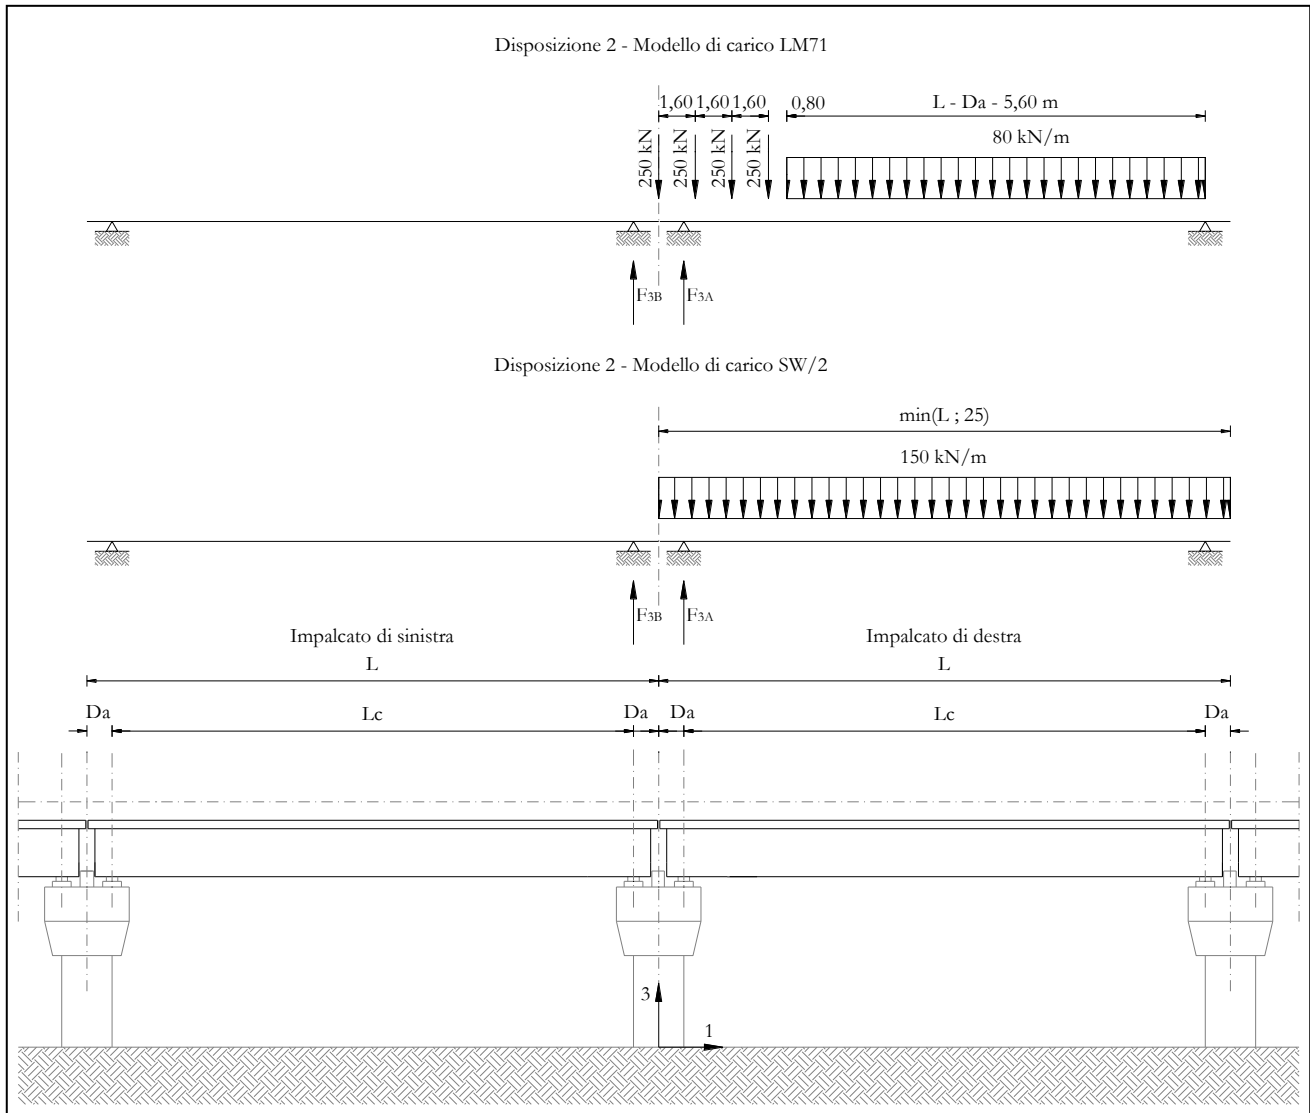 Disposizione 2 - Modello di carico LM71
1,60 1,60 1,60 0,80 L - Da - 5,60 m
250 kN 250 kN 250 kN 250 kN 80 kN/m
F3B F3A
Disposizione 2 - Modello di carico SW/2
min(L ; 25)
150 kN/m
F3B F3A
Impalcato di sinistra Impalcato di destra
L L
Da Lc Da Da Lc Da
3
1